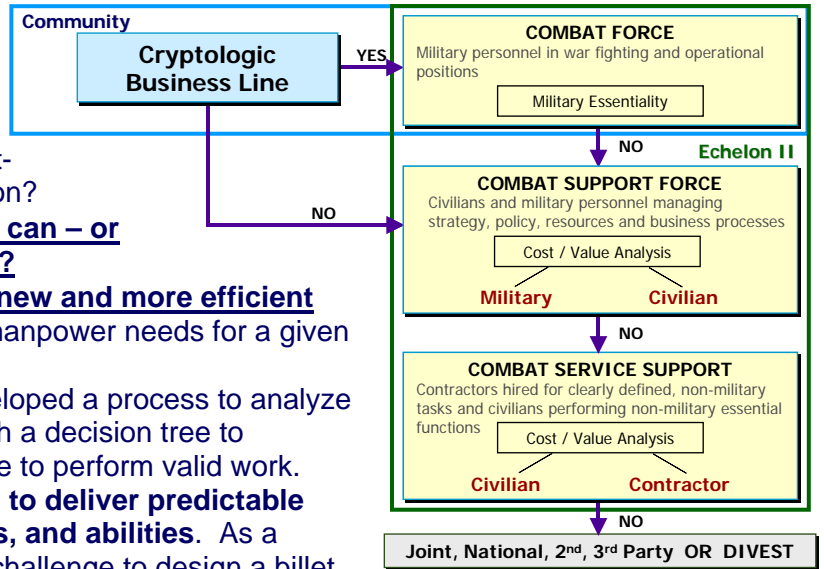 Community
Cryptologic
Business Line
YES
COMBAT FORCE
Military personnel in war fighting and operational
positions
Military Essentiality
NO
Echelon II
COMBAT SUPPORT FORCE
Civilians and military personnel managing
strategy, policy, resources and business processes
Cost / Value Analysis
Military Civilian
NO
NO
COMBAT SERVICE SUPPORT
Contractors hired for clearly defined, non-military
tasks and civilians performing non-military essential
functions
Cost / Value Analysis
Civilian Contractor
NO
Joint, National, 2nd, 3rd Party OR DIVEST
can – or
?
new and more efficient
manpower needs for a given
a process to analyze
a decision tree to
to perform valid work.
to deliver predictable
and abilities. As a
challenge to design a billet